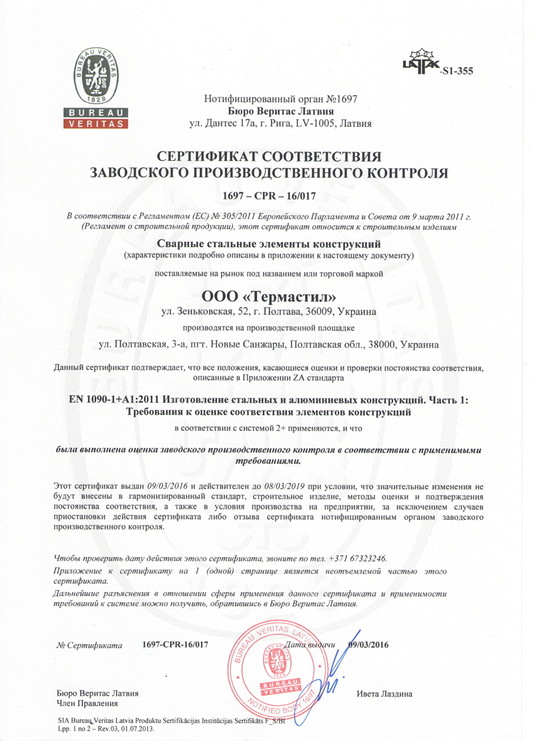 BUREAU VERITAS
1828
BUREAU
VERITAS
LATAK -S1-355
Нотифицированный орган №1697
Бюро Веритас Латвия
ул. Дантес 17а, г. Рига, LV-1005, Латвия
СЕРТИФИКАТ СООТВЕТСТВИЯ
ЗАВОДСКОГО ПРОИЗВОДСТВЕННОГО КОНТРОЛЯ
1697 – CPR – 16/017
В соответствии с Регламентом (ЕС) № 305/2011 Европейского Парламента и Совета от 9 марта 2011 г.
(Регламент о строительной продукции), этот сертификат относится к строительным изделиям
Сварные стальные элементы конструкций
(характеристики подробно описаны в приложении к настоящему документу)
поставляемые на рынок под названием или торговой маркой
ООО «Термастил»
ул. Зеньковская, 52, г. Полтава, 36009, Украина
производятся на производственной площадке
ул. Полтавская, 3-а, пгт. Новые Санжары, Полтавская обл., 38000, Украина
Данный сертификат подтверждает, что все положения, касающиеся оценки и проверки постоянства соответствия,
описанные в Приложении ZA стандарта
EN 1090-1+A1:2011 Изготовление стальных и алюминиевых конструкций. Часть 1:
Требования к оценке соответствия элементов конструкций
в соответствии с системой 2+ применяются, и что
была выполнена оценка заводского производственного контроля в соответствии с применимыми
требованиями.
Этот сертификат выдан 09/03/2016 и действителен до 08/03/2019 при условии, что значительные изменения не
будут внесены в гармонизированный стандарт, строительное изделие, методы оценки и подтверждения
постоянства соответствия, а также в условия производства на предприятии, за исключением случаев
приостановки действия сертификата либо отзыва сертификата нотифицированным органом заводского
производственного контроля.
Чтобы проверить дату действия этого сертификата, звоните по тел. +371 67323246.
Приложение к сертификату на 1 (одной) странице является неотъемлемой частью этого
сертификата.
Дальнейшие разъяснения в отношении сферы применения данного сертификата и применимости
требований к системе можно получить, обратившись в Бюро Веритас Латвия.
№ Сертификата 1697-CPR-16/017 Дата выдачи 09/03/2016
BUREAU VERITAS LATVIA
NOTIFIED BODY 1697
Бюро Веритас Латвия Ивета Лаздина
Член Правления
SIA Bureau Veritas Latvia Produktu Sertifikācijas Institūcijas Sertifikāts F_S/BI
Lpp. 1 no 2 – Rev.03, 01.07.2013.